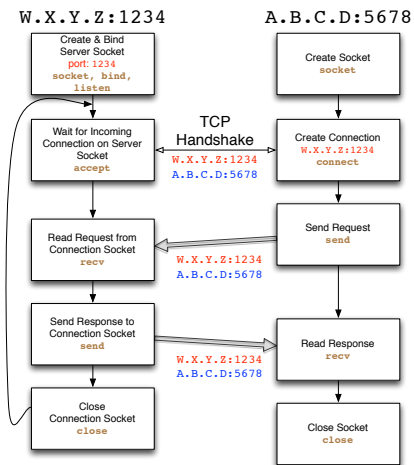 W.X.Y.Z:1234
A.B.C.D:5678
Create & Bind
Server Socket
port: 1234
socket, bind,
listen
Create Socket
socket
Wait for Incoming
Connection on Server
Socket
accept
TCP
Handshake
W.X.Y.Z:1234
A.B.C.D:5678
Create Connection
W.X.Y.Z:1234
connect
Send Request
send
Read Request from
Connection Socket
recv
W.X.Y.Z:1234
A.B.C.D:5678
Send Response to
Connection Socket
send
W.X.Y.Z:1234
A.B.C.D:5678
Read Response
recv
Close
Connection Socket
close
Close Socket
close